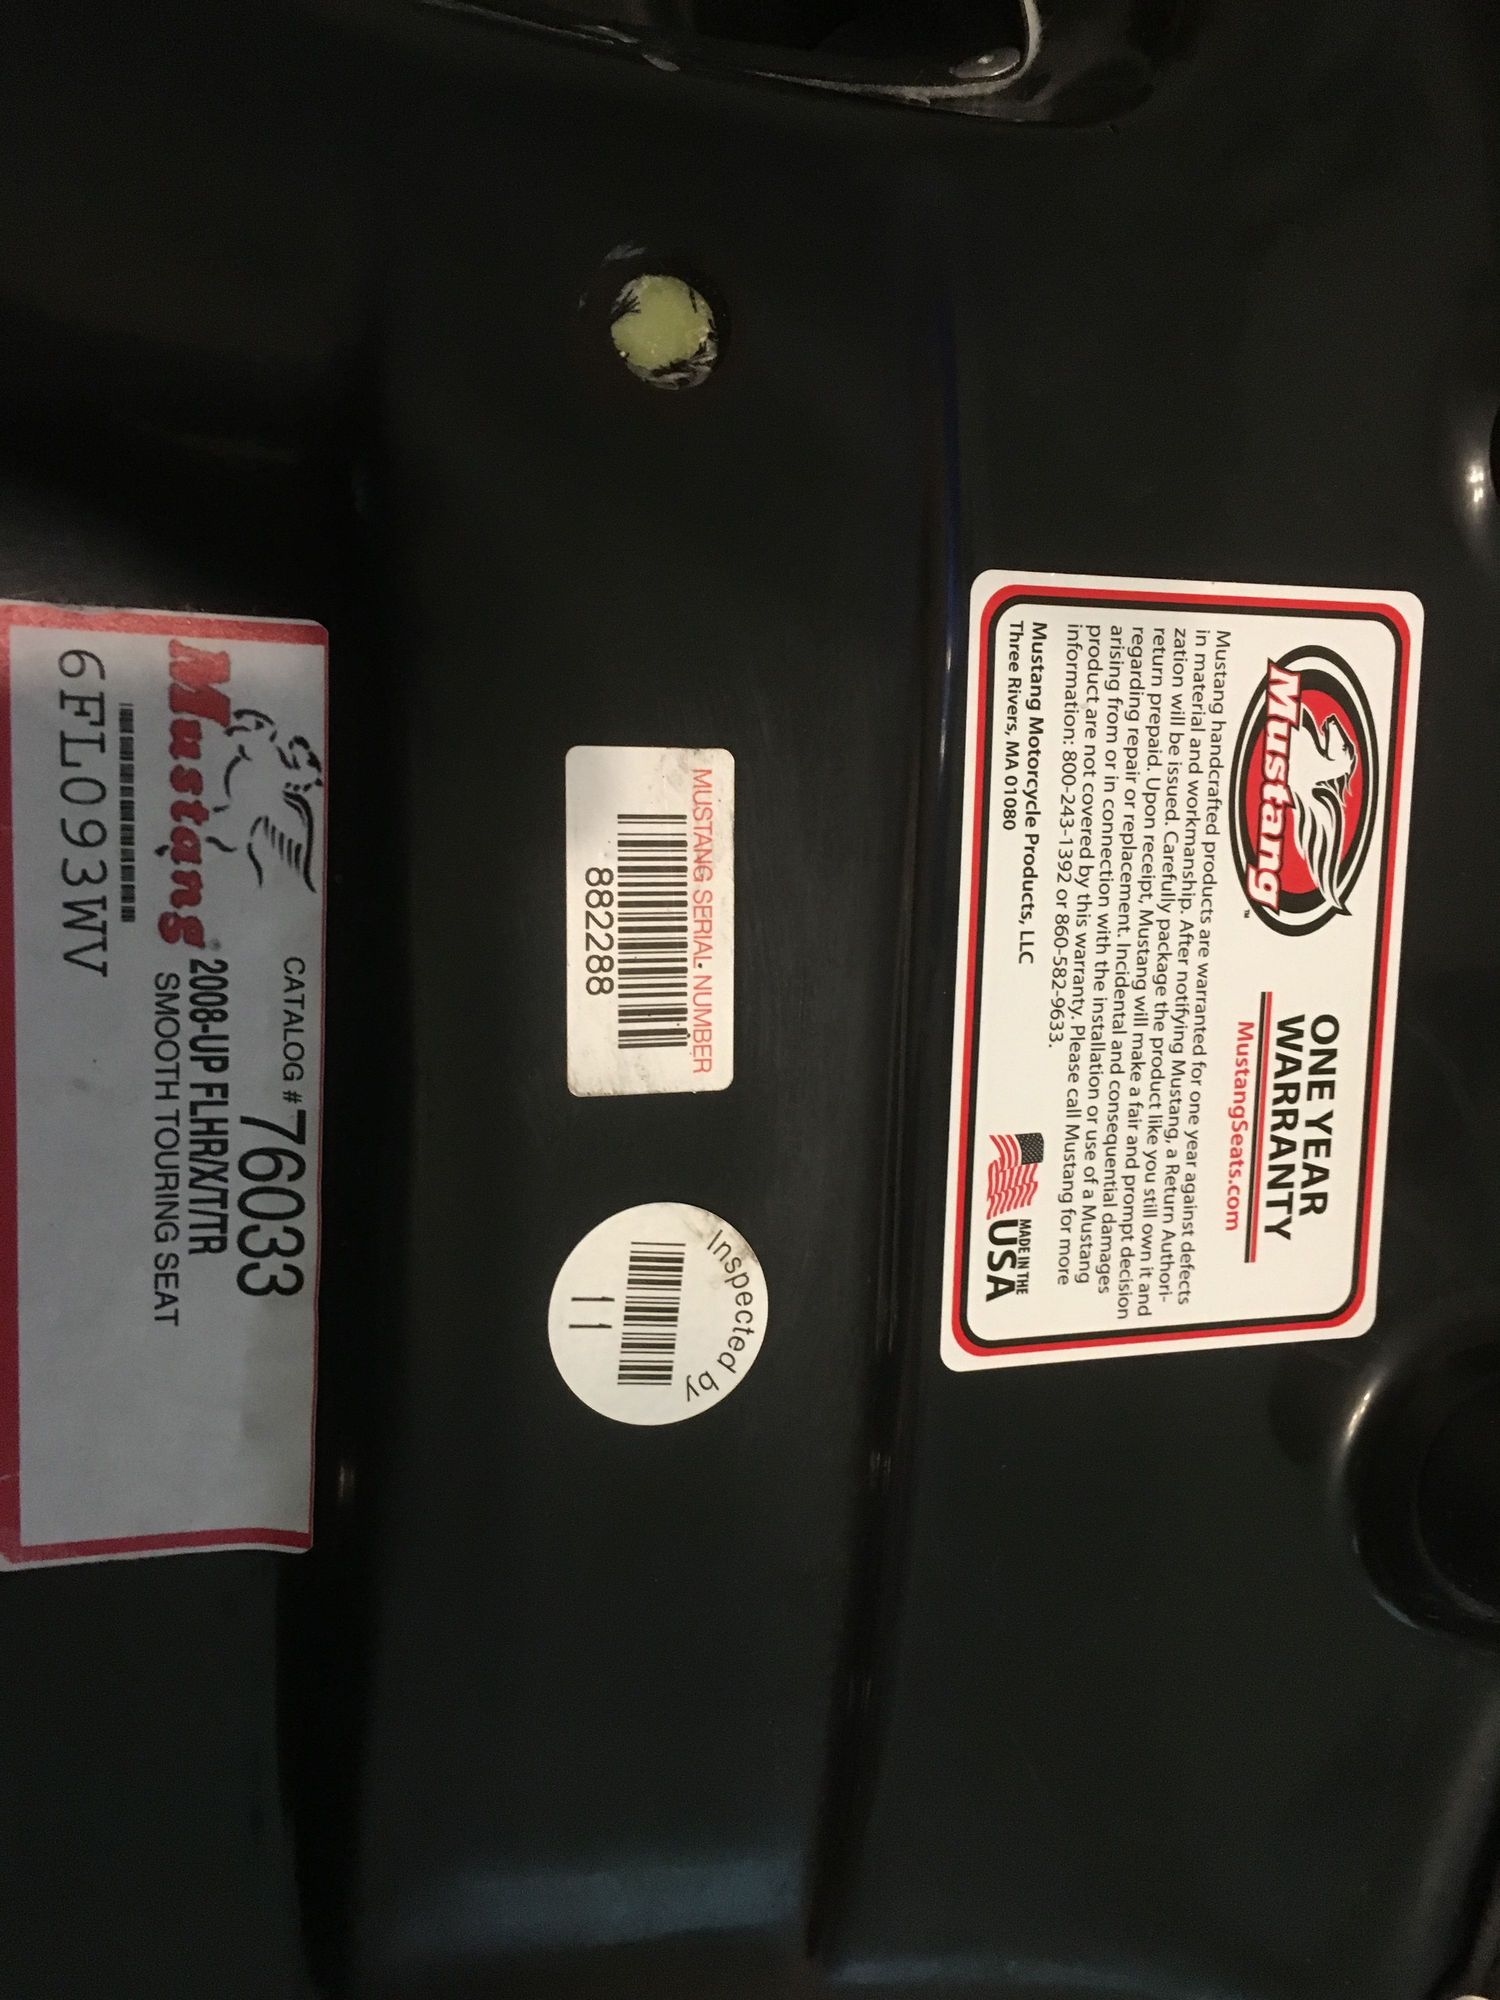 Mustang™
ONE YEAR
WARRANTY
MustangSeats.com
Mustang handcrafted products are warranted for one year against defects
in material and workmanship. After notifying Mustang, a Return Authori-
zation will be issued. Carefully package the product like you still own it and
return prepaid. Upon receipt, Mustang will make a fair and prompt decision
regarding repair or replacement. Incidental and consequential damages
arising from or in connection with the installation or use of a Mustang
product are not covered by this warranty. Please call Mustang for more
information: 800-243-1392 or 860-582-9633.
Mustang Motorcycle Products, LLC
Three Rivers, MA 01080
MADE IN THE
USA
MUSTANG SERIAL NUMBER
882288
Inspected by
11
CATALOG # 76033
Mustang®
2008-UP FLHR/X/T/TR
SMOOTH TOURING SEAT
6FL093WV